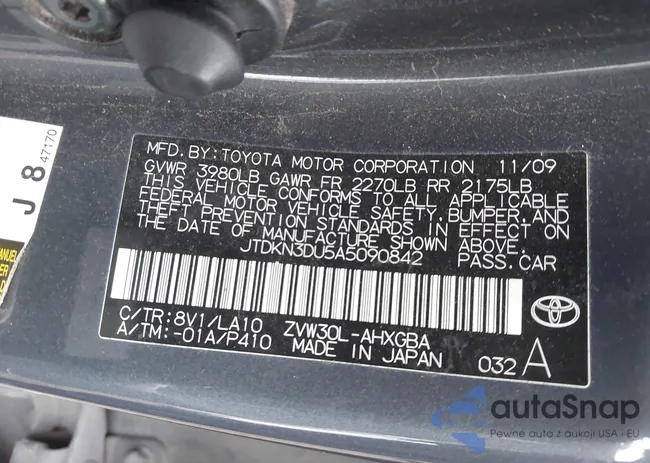 J 8 47170
MANUEL
ER
MFD. BY: TOYOTA MOTOR CORPORATION 11/09
GVWR 3980LB GAWR FR 2270LB RR 2175LB
THIS VEHICLE CONFORMS TO ALL APPLICABLE
FEDERAL MOTOR VEHICLE SAFETY, BUMPER, AND
THEFT PREVENTION STANDARDS IN EFFECT ON
THE DATE OF MANUFACTURE SHOWN ABOVE.
JTDKN3DU5A5090842 PASS. CAR
C/TR: 8V1/LA10 ZVW30L-AHXGBA
A/TM: -01A/P410 MADE IN JAPAN 032 A
autaSnap
Pewne auta z aukcji USA - EU